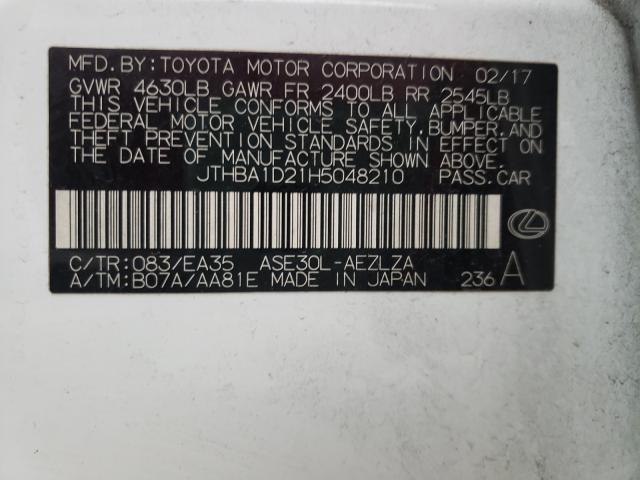 MFD. BY: TOYOTA MOTOR CORPORATION 02/17
GVWR 4630LB GAWR FR 2400LB RR 2545LB
THIS VEHICLE CONFORMS TO ALL APPLICABLE
FEDERAL MOTOR VEHICLE SAFETY, BUMPER, AND
THEFT PREVENTION STANDARDS IN EFFECT ON
THE DATE OF MANUFACTURE SHOWN ABOVE.
JTHBA1D21H5048210 PASS. CAR
C/TR: 083/EA35 ASE30L-AEZLZA
A/TM: B07A/AA81E MADE IN JAPAN 236 A